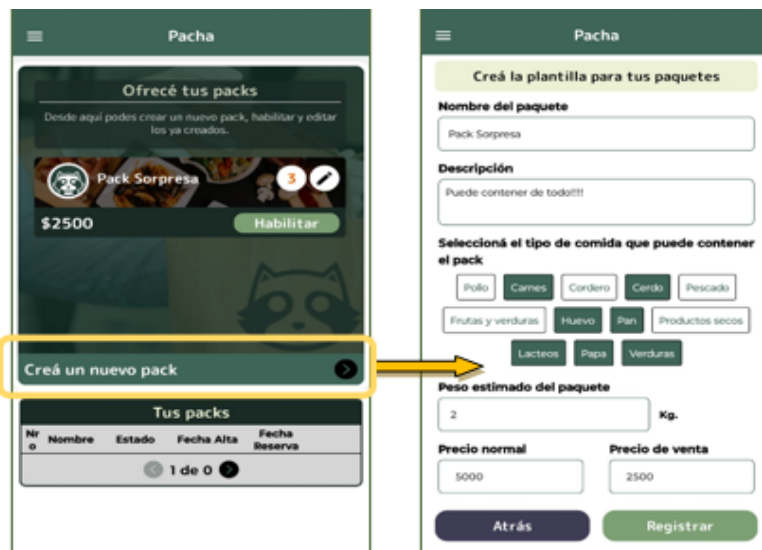 Pacha
Ofrecé tus packs
Desde aquí podes crear un nuevo pack, habilitar y editar
los ya creados.
Pack Sorpresa
3
$2500
Habilitar
Creá un nuevo pack
Tus packs
Nr
o
Nombre
Estado
Fecha Alta
Fecha
Reserva
1 de 0
Pacha
Creá la plantilla para tus paquetes
Nombre del paquete
Pack Sorpresa
Descripción
Puede contener de todo!!!!
Seleccioná el tipo de comida que puede contener
el pack
Pollo Carnes Cordero Cerdo Pescado
Frutas y verduras Huevo Pan Productos secos
Lacteos Papa Verduras
Peso estimado del paquete
2 Kg.
Precio normal Precio de venta
5000 2500
Atrás Registrar